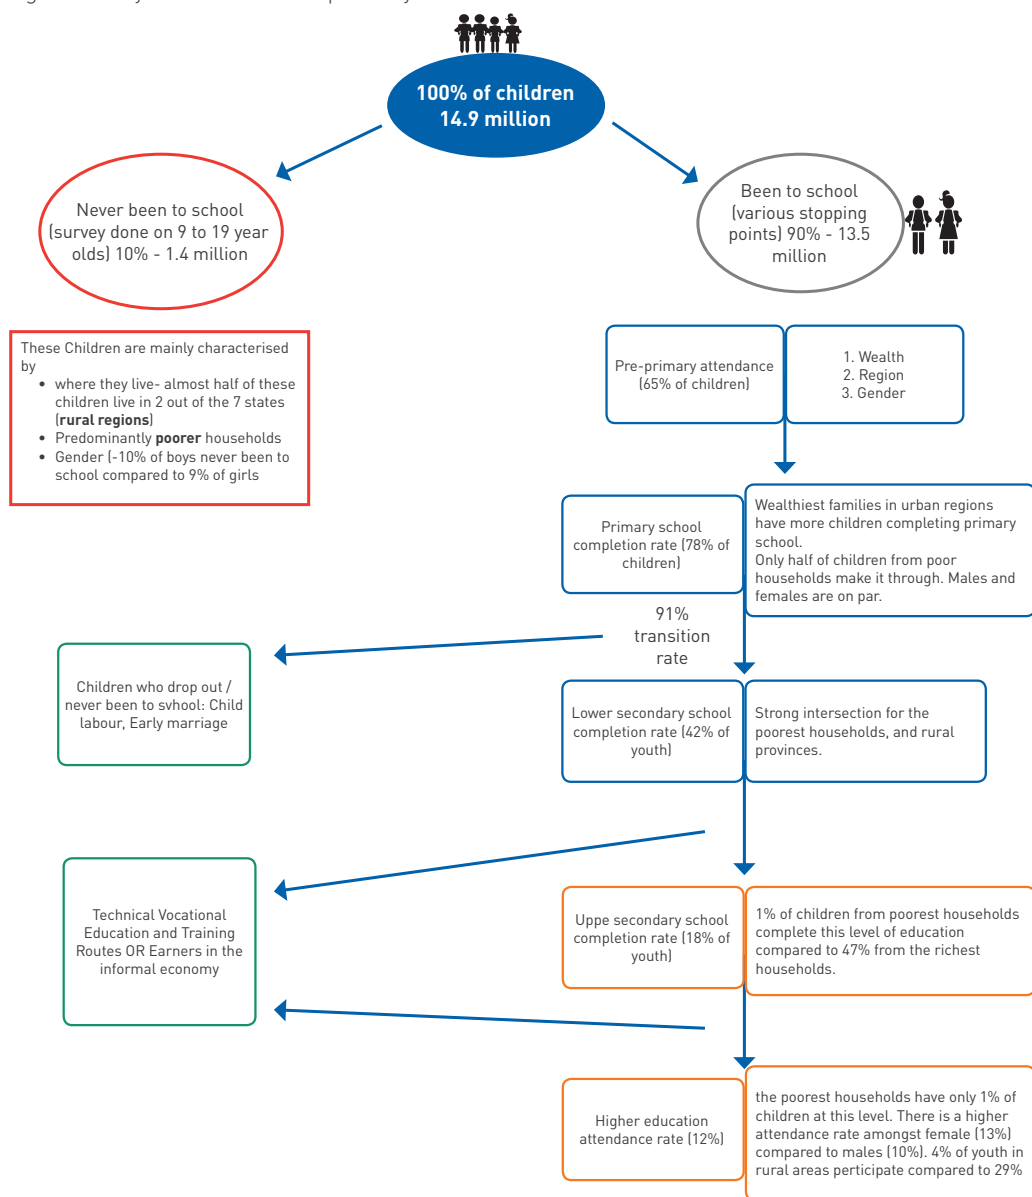 100% of children
14.9 million
Never been to school
(survey done on 9 to 19 year
olds) 10% - 1.4 million
Been to school
(various stopping
points) 90% - 13.5
million
These Children are mainly characterised
by
• where they live- almost half of these
children live in 2 out of the 7 states
(rural regions)
• Predominantly poorer households
• Gender (-10% of boys never been to
school compared to 9% of girls
Pre-primary attendance
(65% of children)
1. Wealth
2. Region
3. Gender
Primary school
completion rate (78% of
children)
Wealthiest families in urban regions
have more children completing primary
school.
Only half of children from poor
households make it through. Males and
females are on par.
91%
transition
rate
Children who drop out /
never been to svhool: Child
labour, Early marriage
Lower secondary school
completion rate (42% of
youth)
Strong intersection for the
poorest households, and rural
provinces.
Technical Vocational
Education and Training
Routes OR Earners in the
informal economy
Uppe secondary school
completion rate (18% of
youth)
1% of children from poorest households
complete this level of education
compared to 47% from the richest
households.
Higher education
attendance rate (12%)
the poorest households have only 1% of
children at this level. There is a higher
attendance rate amongst female (13%)
compared to males (10%). 4% of youth in
rural areas perticipate compared to 29%